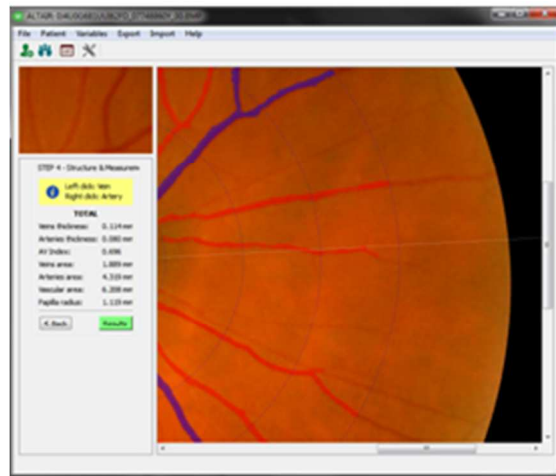 File Patient Variables Export Import Help
STEP 4 - Structure & Measurem
Left click: Vein
Right click: Artery
TOTAL
Veins thickness: 0.114 mm
Arteries thickness: 0.080 mm
AV Index: 0.696
Veins area: 1.889 mm
Arteries area: 4.319 mm
Vascular area: 6.208 mm
Papilla radius: 1.119 mm
< Back Results